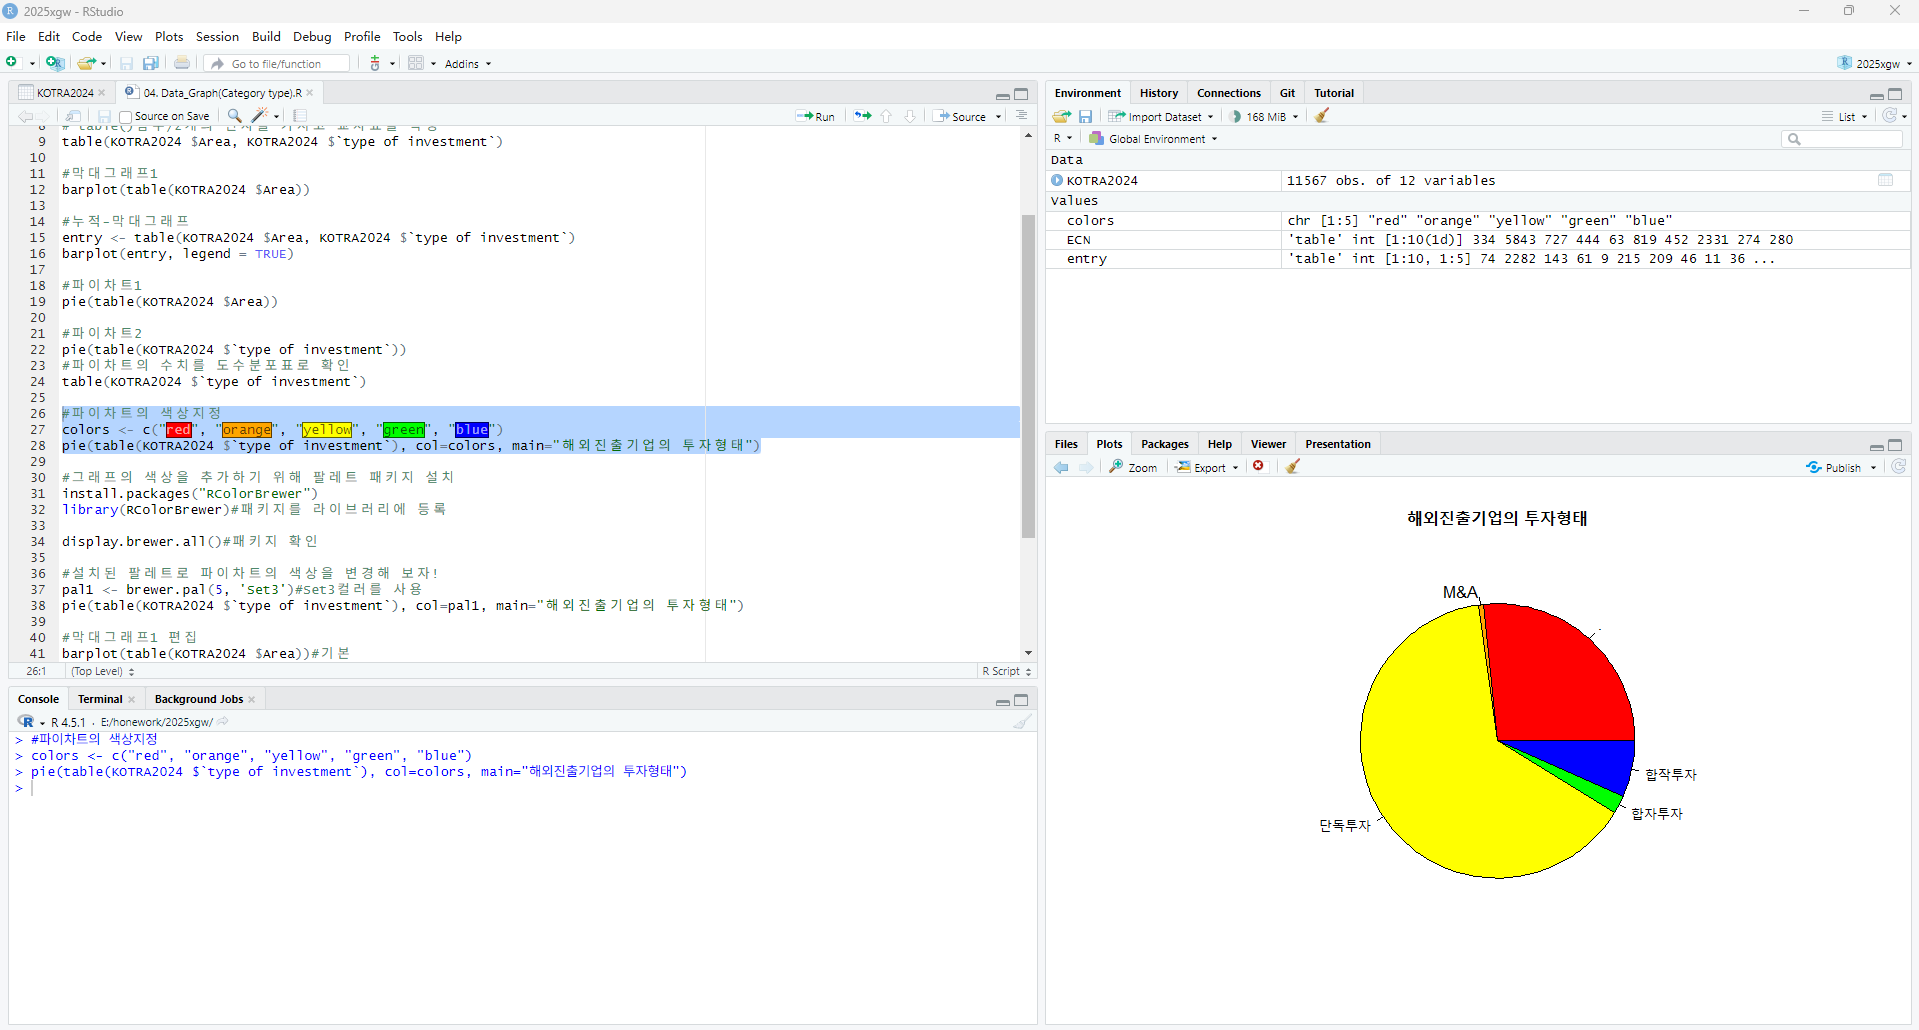 2025xgw - RStudio
File Edit Code View Plots Session Build Debug Profile Tools Help
Go to file/function Addins 2025xgw
KOTRA2024 04. Data_Graph(Category type).R
Source on Save Run Source
9 table(KOTRA2024 $Area, KOTRA2024 $`type of investment`)
10
11 #막대그래프1
12 barplot(table(KOTRA2024 $Area))
13
14 #누적-막대그래프
15 entry <- table(KOTRA2024 $Area, KOTRA2024 $`type of investment`)
16 barplot(entry, legend = TRUE)
17
18 #파이차트1
19 pie(table(KOTRA2024 $Area))
20
21 #파이차트2
22 pie(table(KOTRA2024 $`type of investment`))
23 #파이차트의 수치를 도수분포표로 확인
24 table(KOTRA2024 $`type of investment`)
25
26 #파이차트의 색상지정
27 colors <- c("red", "orange", "yellow", "green", "blue")
28 pie(table(KOTRA2024 $`type of investment`), col=colors, main="해외진출기업의 투자형태")
29
30 #그래프의 색상을 추가하기 위해 팔레트 패키지 설치
31 install.packages("RColorBrewer")
32 library(RColorBrewer)#패키지를 라이브러리에 등록
33
34 display.brewer.all()#패키지 확인
35
36 #설치된 팔레트로 파이차트의 색상을 변경해 보자!
37 pal1 <- brewer.pal(5, 'Set3')#Set3컬러를 사용
38 pie(table(KOTRA2024 $`type of investment`), col=pal1, main="해외진출기업의 투자형태")
39
40 #막대그래프1 편집
41 barplot(table(KOTRA2024 $Area))#기본
26:1 (Top Level) R Script
Console Terminal Background Jobs
R 4.5.1 · E:/honework/2025xgw/
> #파이차트의 색상지정
> colors <- c("red", "orange", "yellow", "green", "blue")
> pie(table(KOTRA2024 $`type of investment`), col=colors, main="해외진출기업의 투자형태")
>
Environment History Connections Git Tutorial
Import Dataset 168 MiB List
R Global Environment
Data
KOTRA2024 11567 obs. of 12 variables
Values
colors chr [1:5] "red" "orange" "yellow" "green" "blue"
ECN 'table' int [1:10(1d)] 334 5843 727 444 63 819 452 2331 274 280
entry 'table' int [1:10, 1:5] 74 2282 143 61 9 215 209 46 11 36 ...
Files Plots Packages Help Viewer Presentation
Zoom Export Publish
해외진출기업의 투자형태
M&A
-
합작투자
합자투자
단독투자